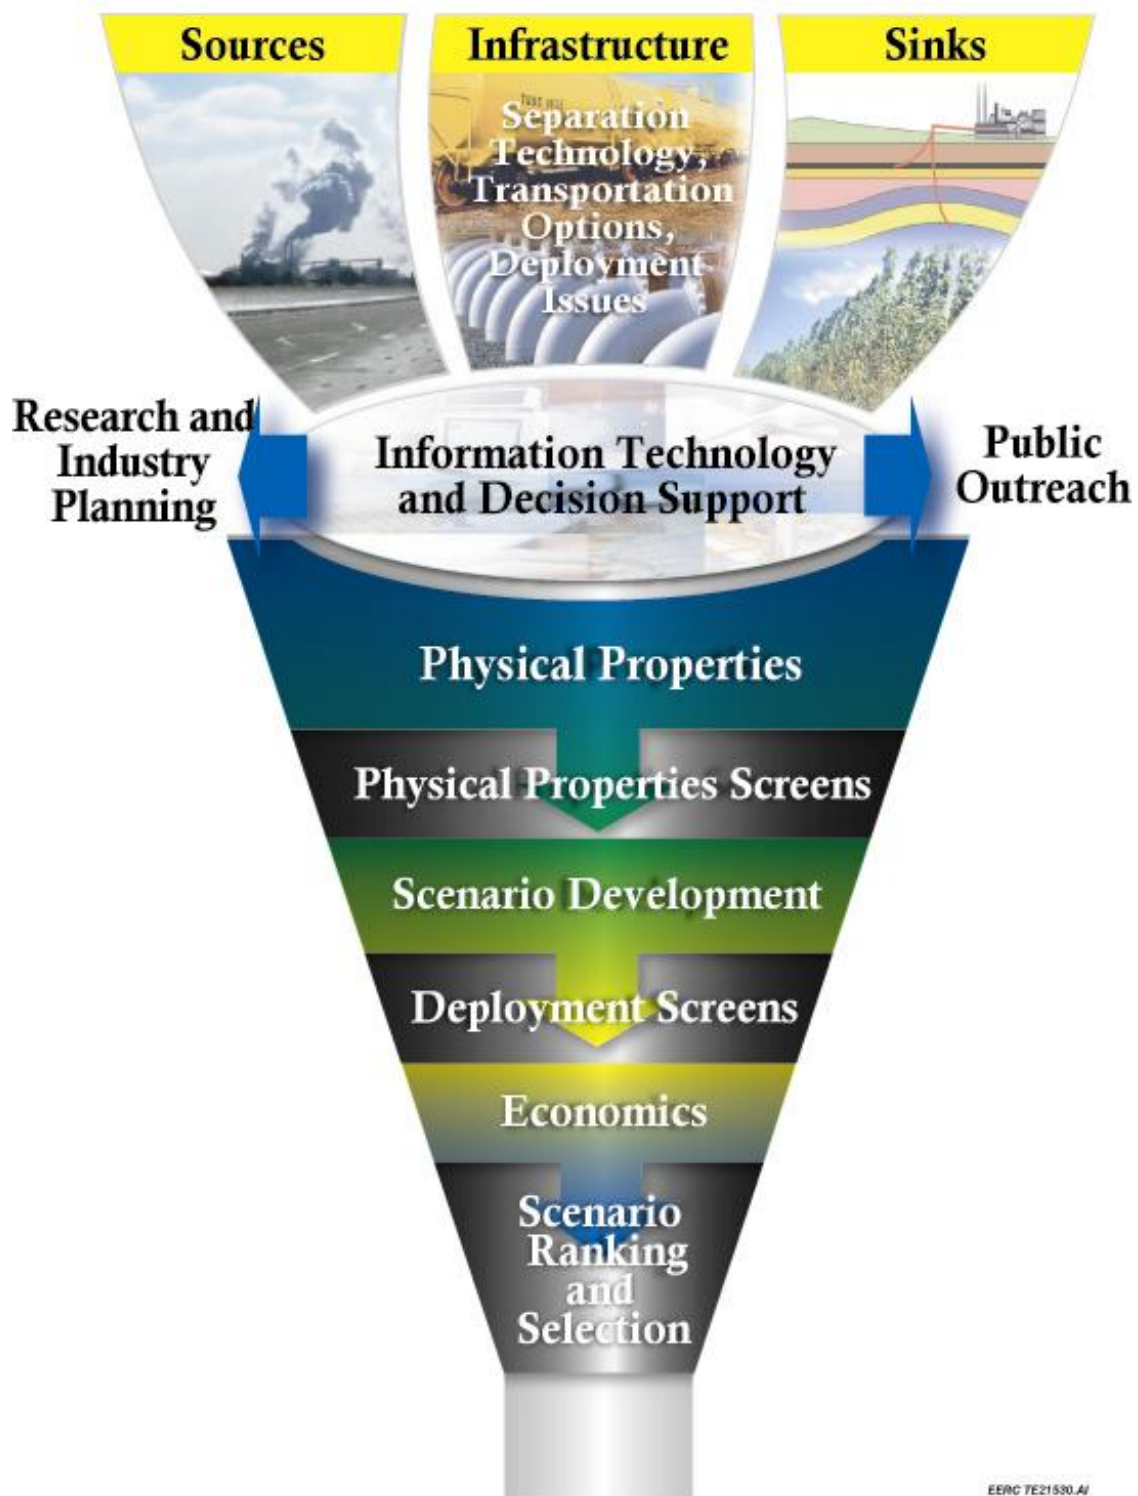 Sources
Infrastructure
Sinks
Separation
Technology,
Transportation
Options,
Deployment
Issues
Research and
Industry
Planning
Information Technology
and Decision Support
Public
Outreach
Physical Properties
Physical Properties Screens
Scenario Development
Deployment Screens
Economics
Scenario
Ranking
and
Selection
EERC TE21530.AI